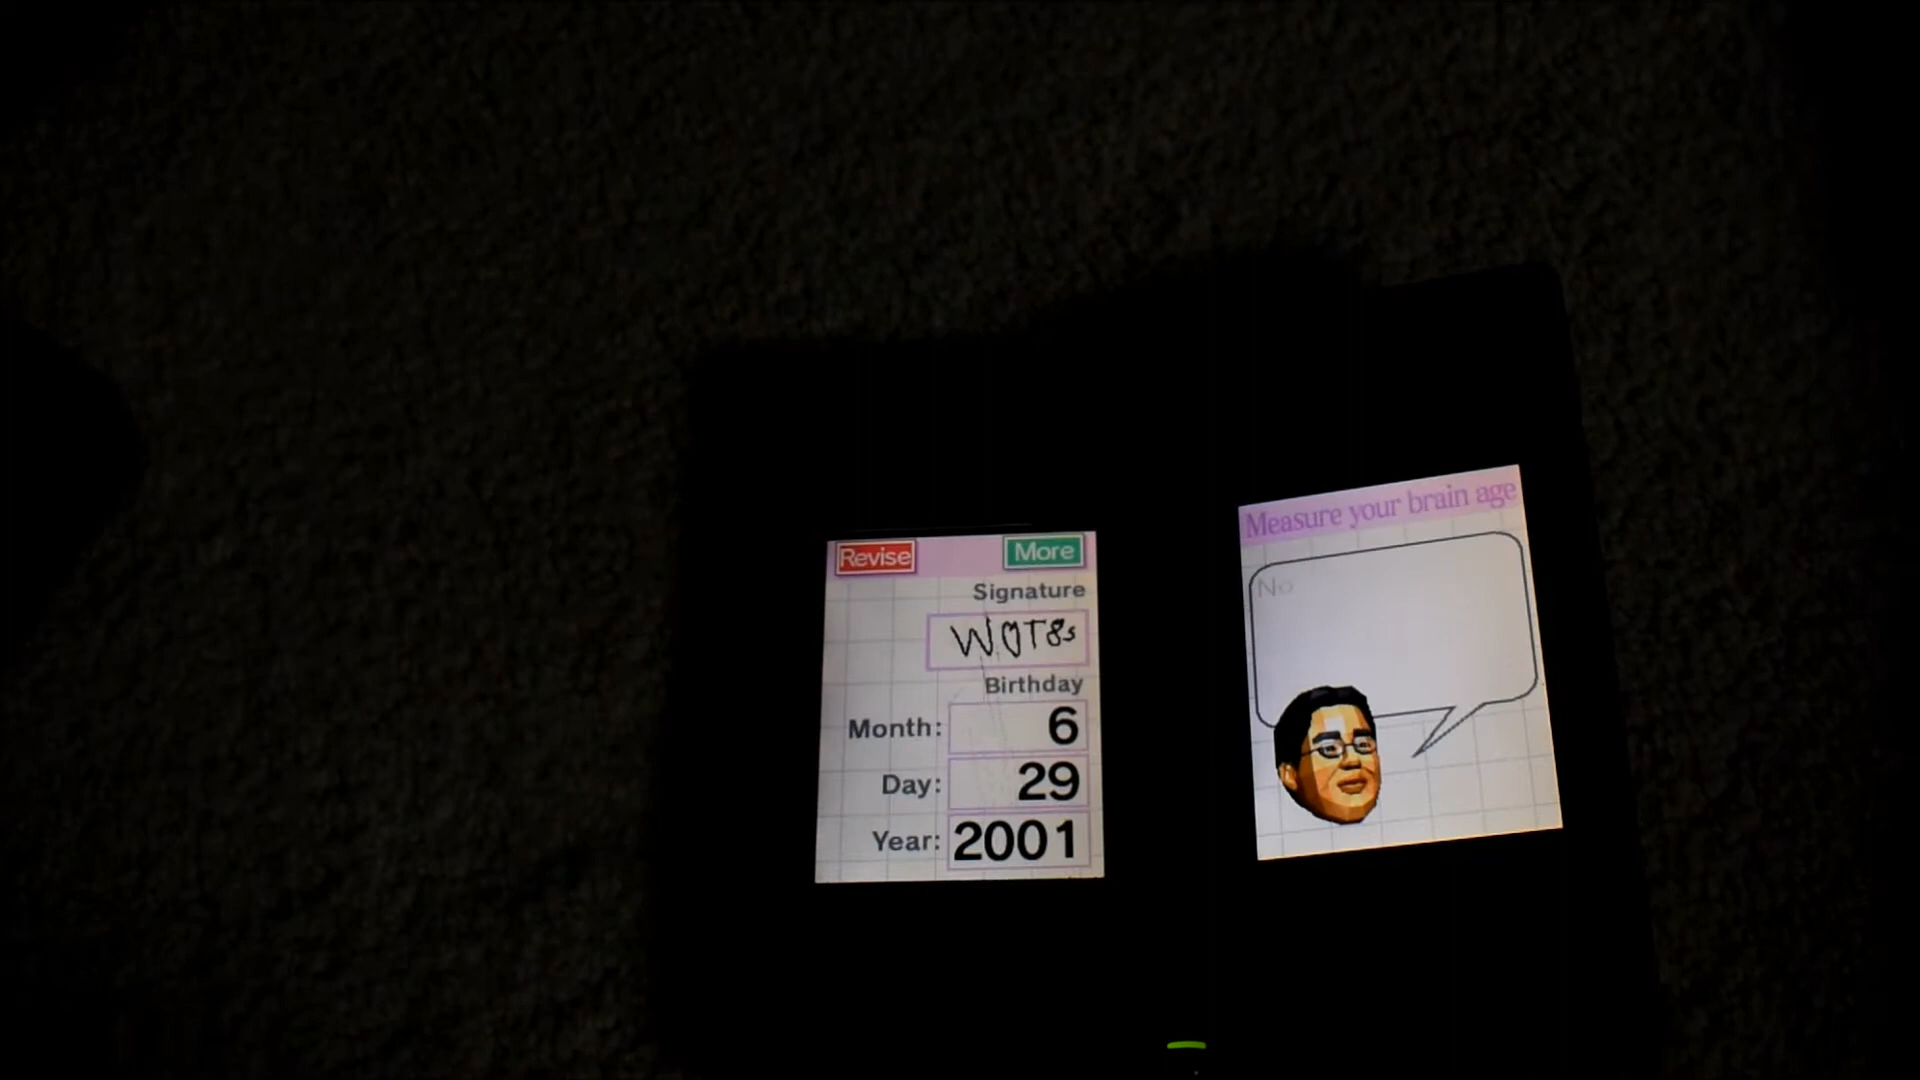 Revise More
Signature
WOT8s
Birthday
Month: 6
Day: 29
Year: 2001
Measure your brain age
No